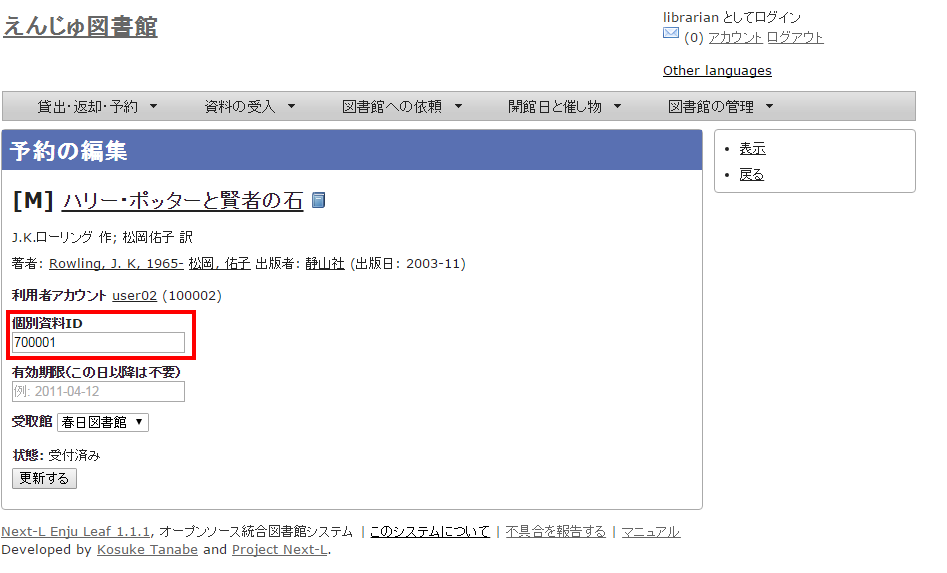 えんじゅ図書館
librarian としてログイン
(0) アカウント ログアウト
Other languages
貸出・返却・予約 ▼ 資料の受入 ▼ 図書館への依頼 ▼ 開館日と催し物 ▼ 図書館の管理 ▼
予約の編集
[M] ハリー・ポッターと賢者の石
J.K.ローリング 作; 松岡佑子 訳
著者: Rowling, J. K, 1965- 松岡, 佑子 出版者: 静山社 (出版日: 2003-11)
利用者アカウント user02 (100002)
個別資料ID
700001
有効期限(この日以降は不要)
例: 2011-04-12
受取館 春日図書館 ▼
状態: 受付済み
更新する
• 表示
• 戻る
Next-L Enju Leaf 1.1.1, オープンソース統合図書館システム | このシステムについて | 不具合を報告する | マニュアル
Developed by Kosuke Tanabe and Project Next-L.